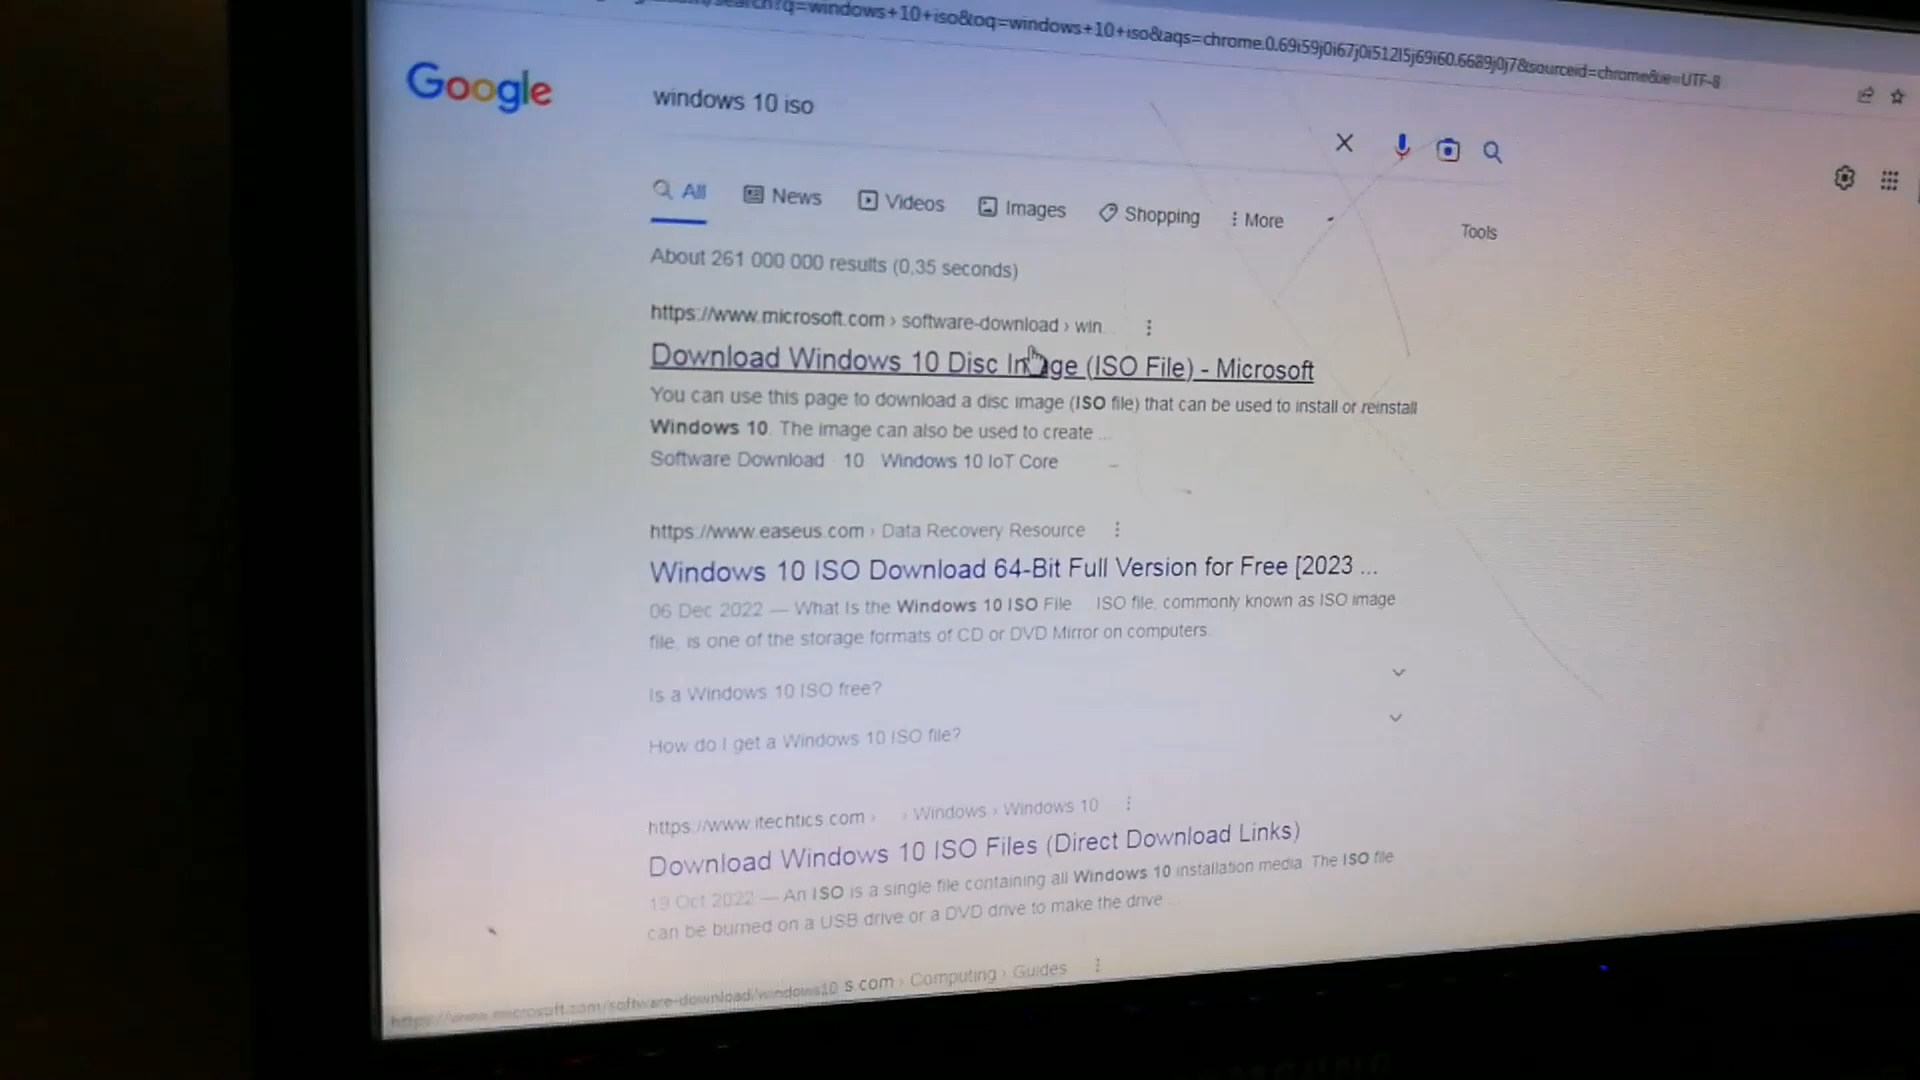 search?q=windows+10+iso&oq=windows+10+iso&aqs=chrome.0.69i59j0i67j0i512l5j69i60.6689j0j7&sourceid=chrome&ie=UTF-8
Google
windows 10 iso
All News Videos Images Shopping More Tools
About 261 000 000 results (0,35 seconds)
https://www.microsoft.com › software-download › win...
Download Windows 10 Disc Image (ISO File) - Microsoft
You can use this page to download a disc image (ISO file) that can be used to install or reinstall
Windows 10. The image can also be used to create ...
Software Download · 10 · Windows 10 IoT Core
https://www.easeus.com › Data Recovery Resource
Windows 10 ISO Download 64-Bit Full Version for Free [2023 ...
06 Dec 2022 — What Is the Windows 10 ISO File · ISO file, commonly known as ISO image
file, is one of the storage formats of CD or DVD Mirror on computers.
Is a Windows 10 ISO free?
How do I get a Windows 10 ISO file?
https://www.itechtics.com › › Windows › Windows 10
Download Windows 10 ISO Files (Direct Download Links)
19 Oct 2022 — An ISO is a single file containing all Windows 10 installation media. The ISO file
can be burned on a USB drive or a DVD drive to make the drive ...
s.com › Computing › Guides
https://www.microsoft.com/software-download/windows10
SAMSUNG